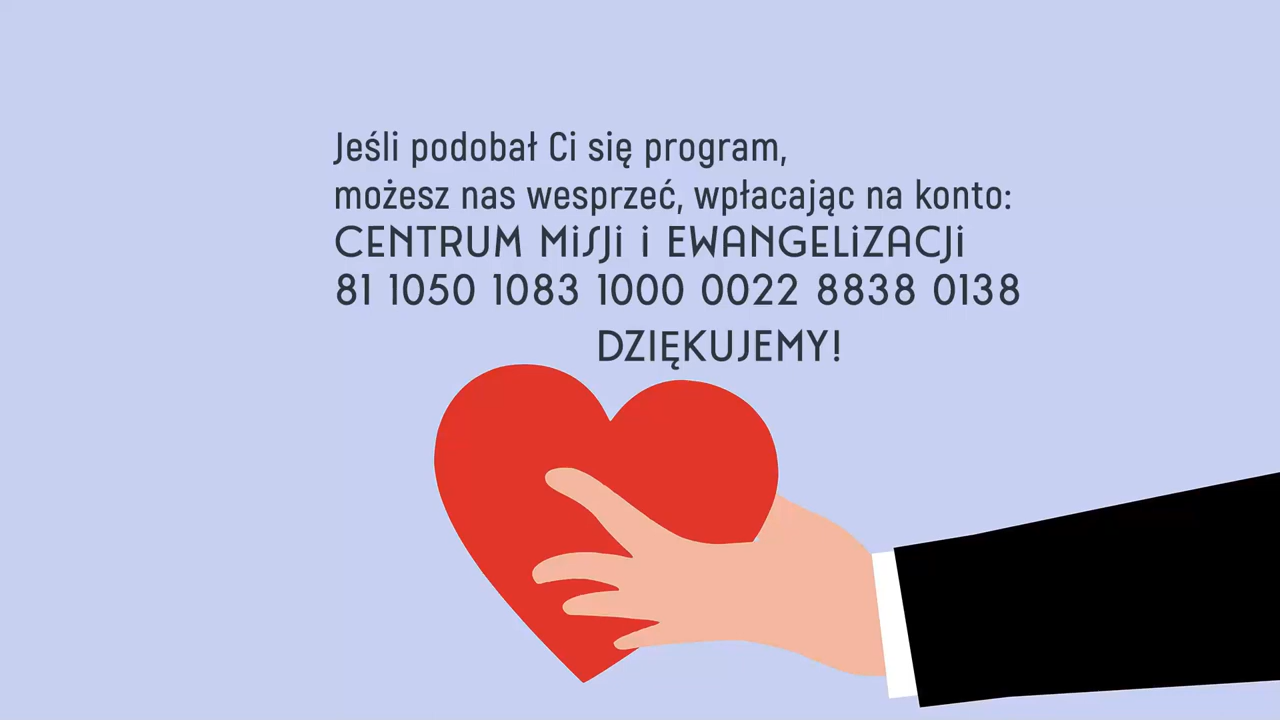 Jeśli podobał Ci się program,
możesz nas wesprzeć, wpłacając na konto:
CENTRUM MiSJi i EWANGELiZACJi
81 1050 1083 1000 0022 8838 0138
DZIĘKUJEMY!